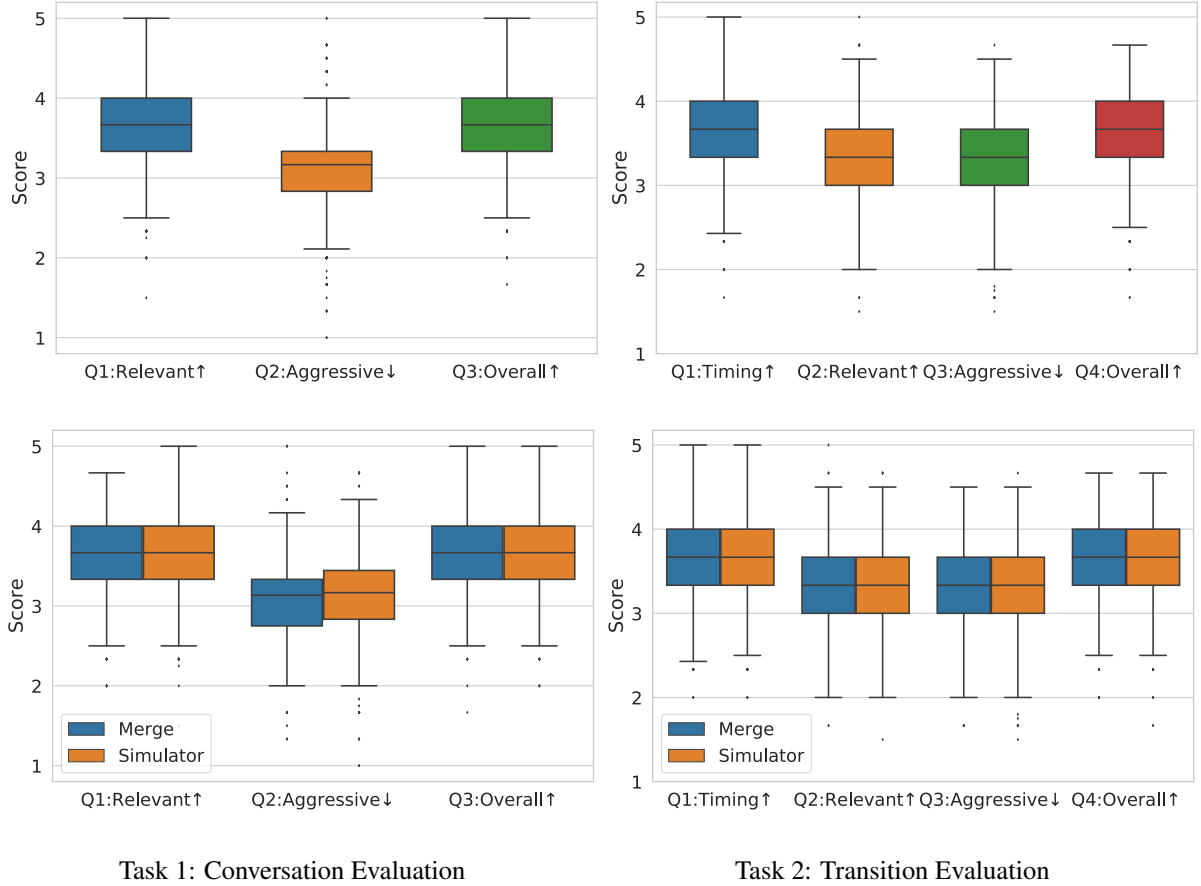 5
4
3
2
1
Score
Q1:Relevant↑ Q2:Aggressive↓ Q3:Overall↑
5
4
3
2
1
Score
Q1:Timing↑ Q2:Relevant↑ Q3:Aggressive↓ Q4:Overall↑
5
4
3
2
1
Score
Merge
Simulator
Q1:Relevant↑ Q2:Aggressive↓ Q3:Overall↑
5
4
3
2
1
Score
Merge
Simulator
Q1:Timing↑ Q2:Relevant↑ Q3:Aggressive↓ Q4:Overall↑
Task 1: Conversation Evaluation
Task 2: Transition Evaluation